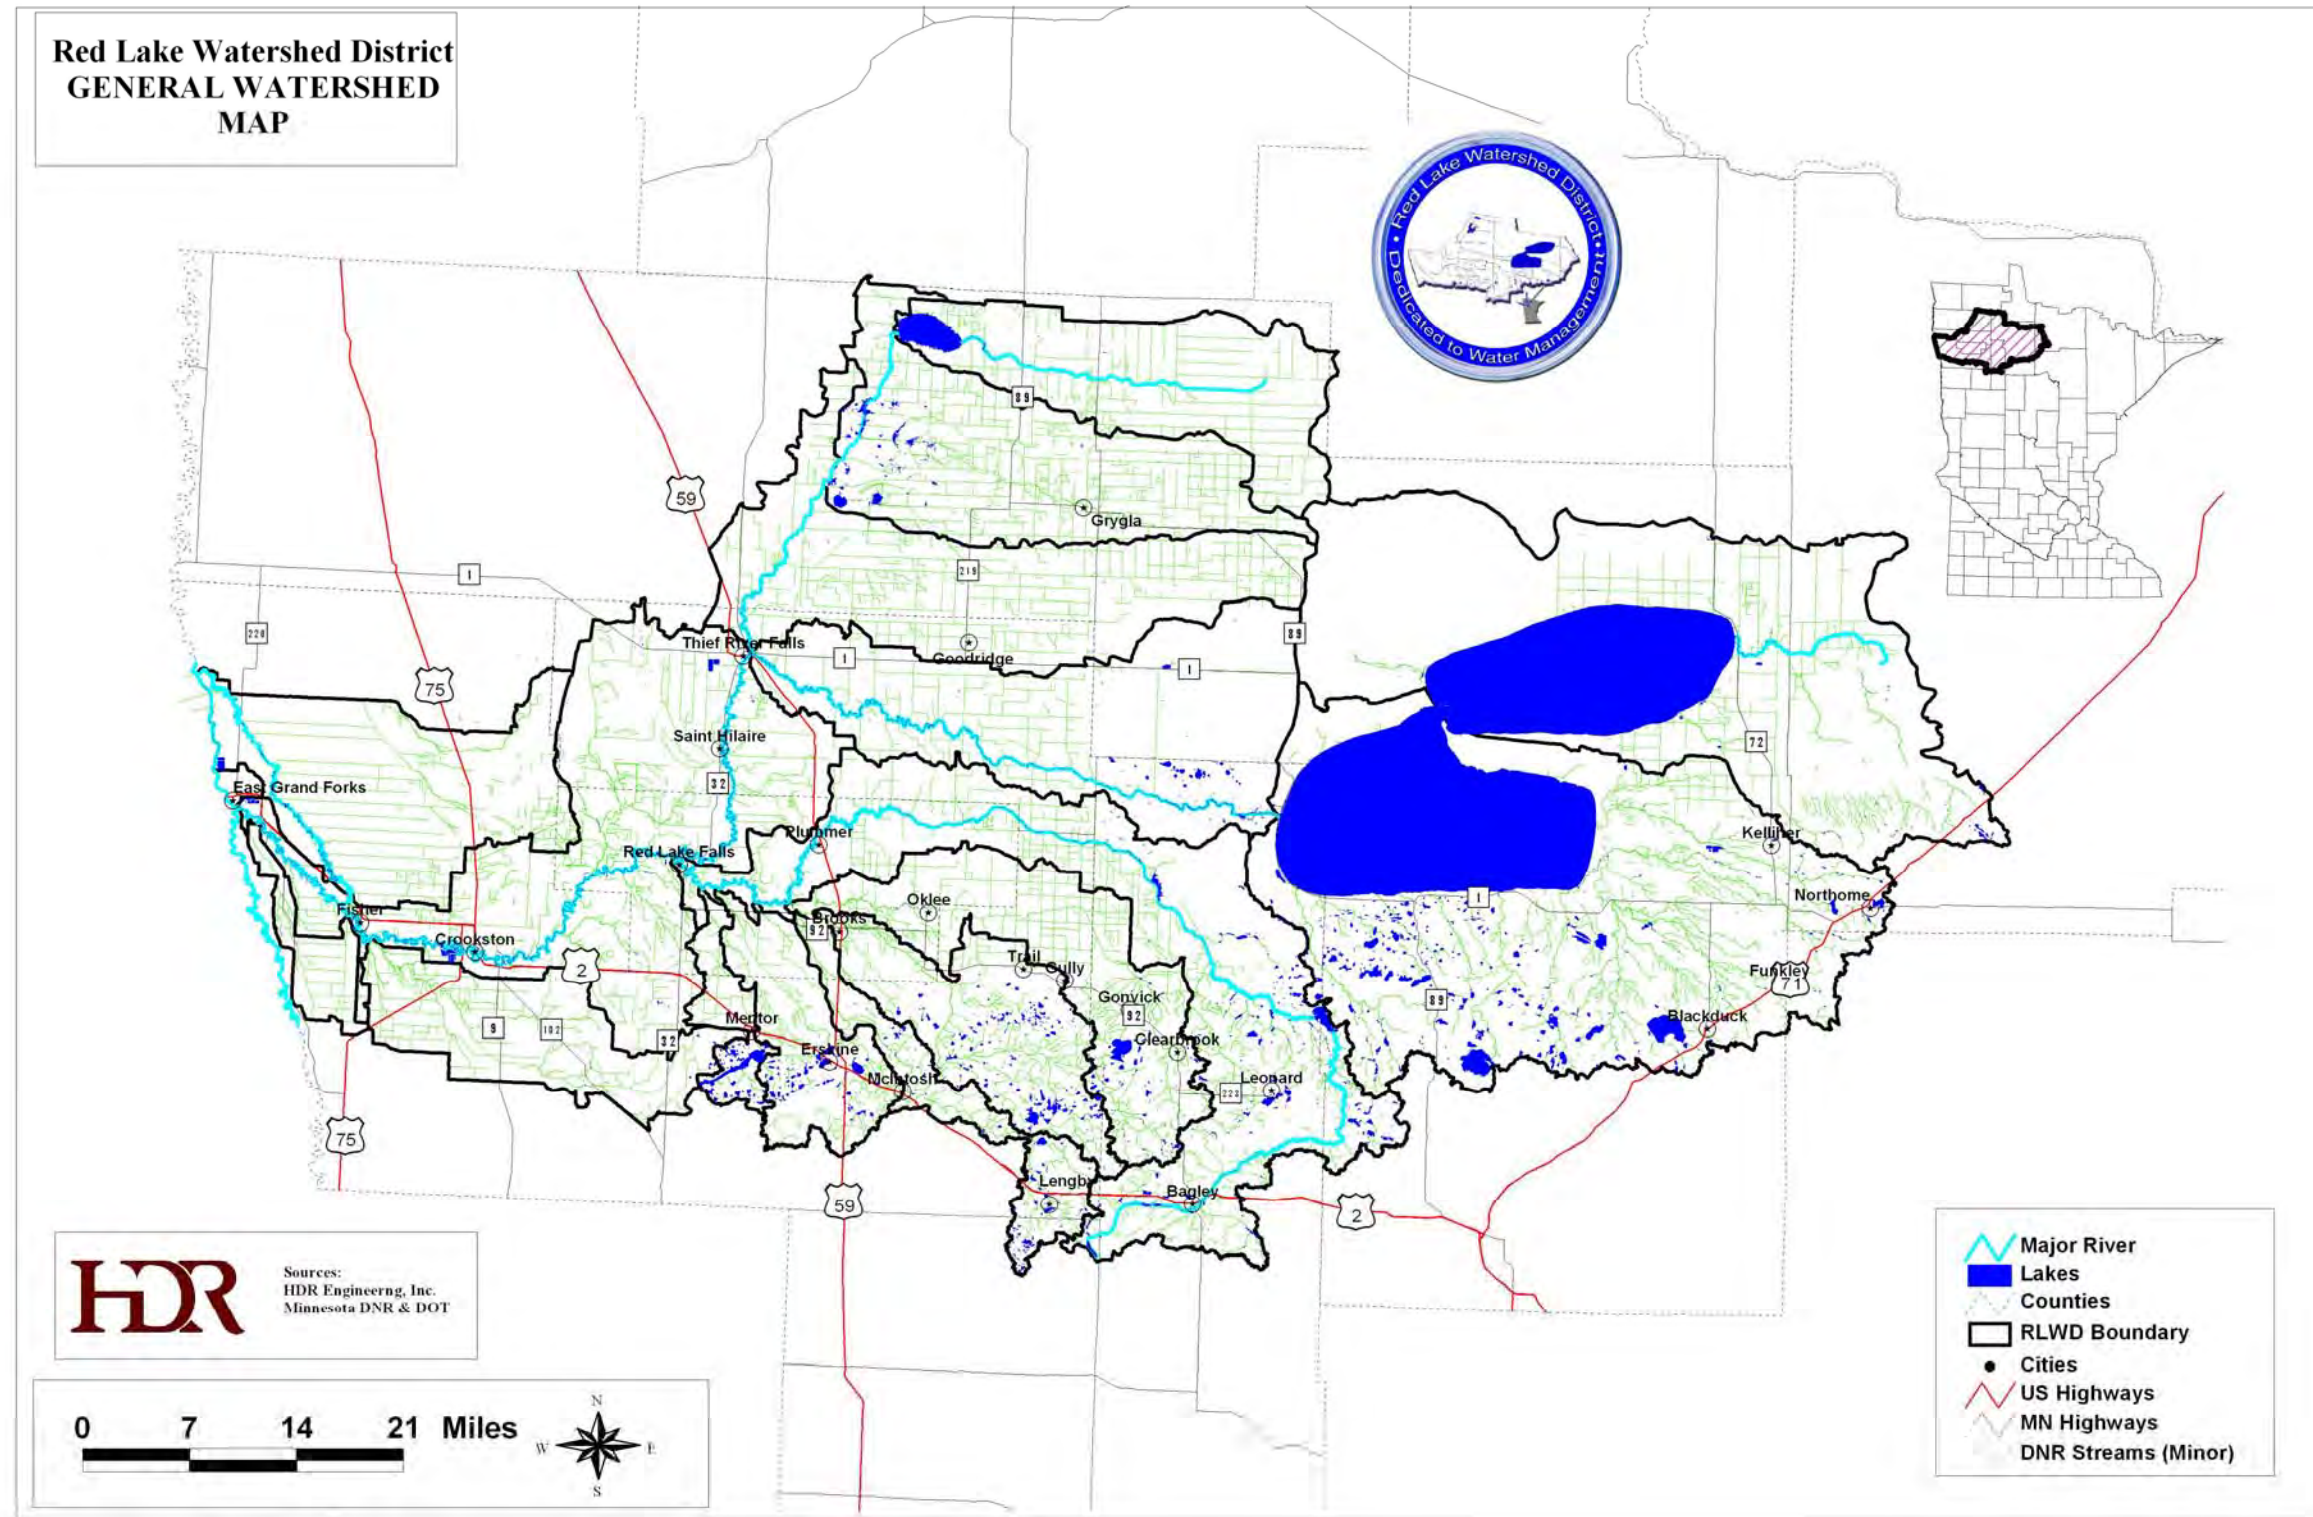 Red Lake Watershed District
GENERAL WATERSHED
MAP
• Red Lake Watershed District •
Dedicated to Water Management
89
59
Grygla
1
219
220
89
Thief River Falls
1
Goodridge
1
75
Saint Hilaire
72
32
East Grand Forks
Plummer
Kelliher
Red Lake Falls
Northome
1
Oklee
Fisher
Brooks
92
Crookston
Trail
Gully
2
Funkley
71
Gonvick
89
92
Blackduck
Mentor
9
102
32
Clearbrook
Erskine
McIntosh
Leonard
223
75
Lengb
Bagley
59
2
Major River
Lakes
Counties
RLWD Boundary
Cities
US Highways
MN Highways
DNR Streams (Minor)
HDR
Sources:
HDR Engineerng, Inc.
Minnesota DNR & DOT
0 7 14 21 Miles
N
W E
S